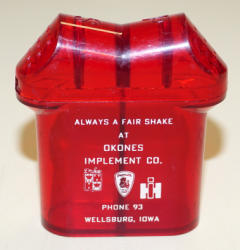 ALWAYS A FAIR SHAKE
AT
OKONES
IMPLEMENT CO.
PHONE 93
WELLSBURG, IOWA